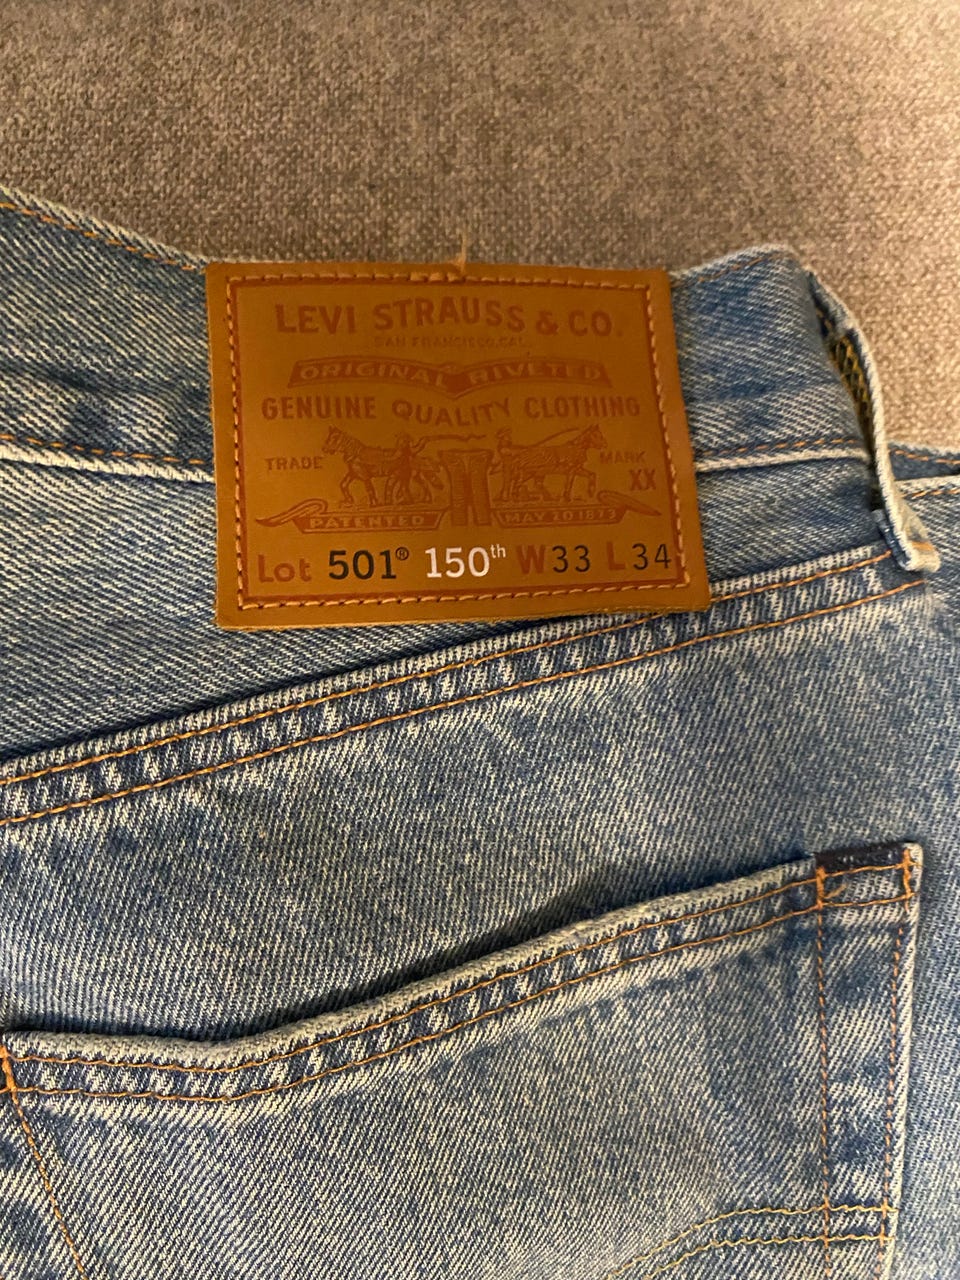 LEVI STRAUSS & CO.
SAN FRANCISCO, CAL.
ORIGINAL RIVETED
GENUINE QUALITY CLOTHING
TRADE MARK
XX
PATENTED MAY 20 1873
Lot 501® 150th W33 L34